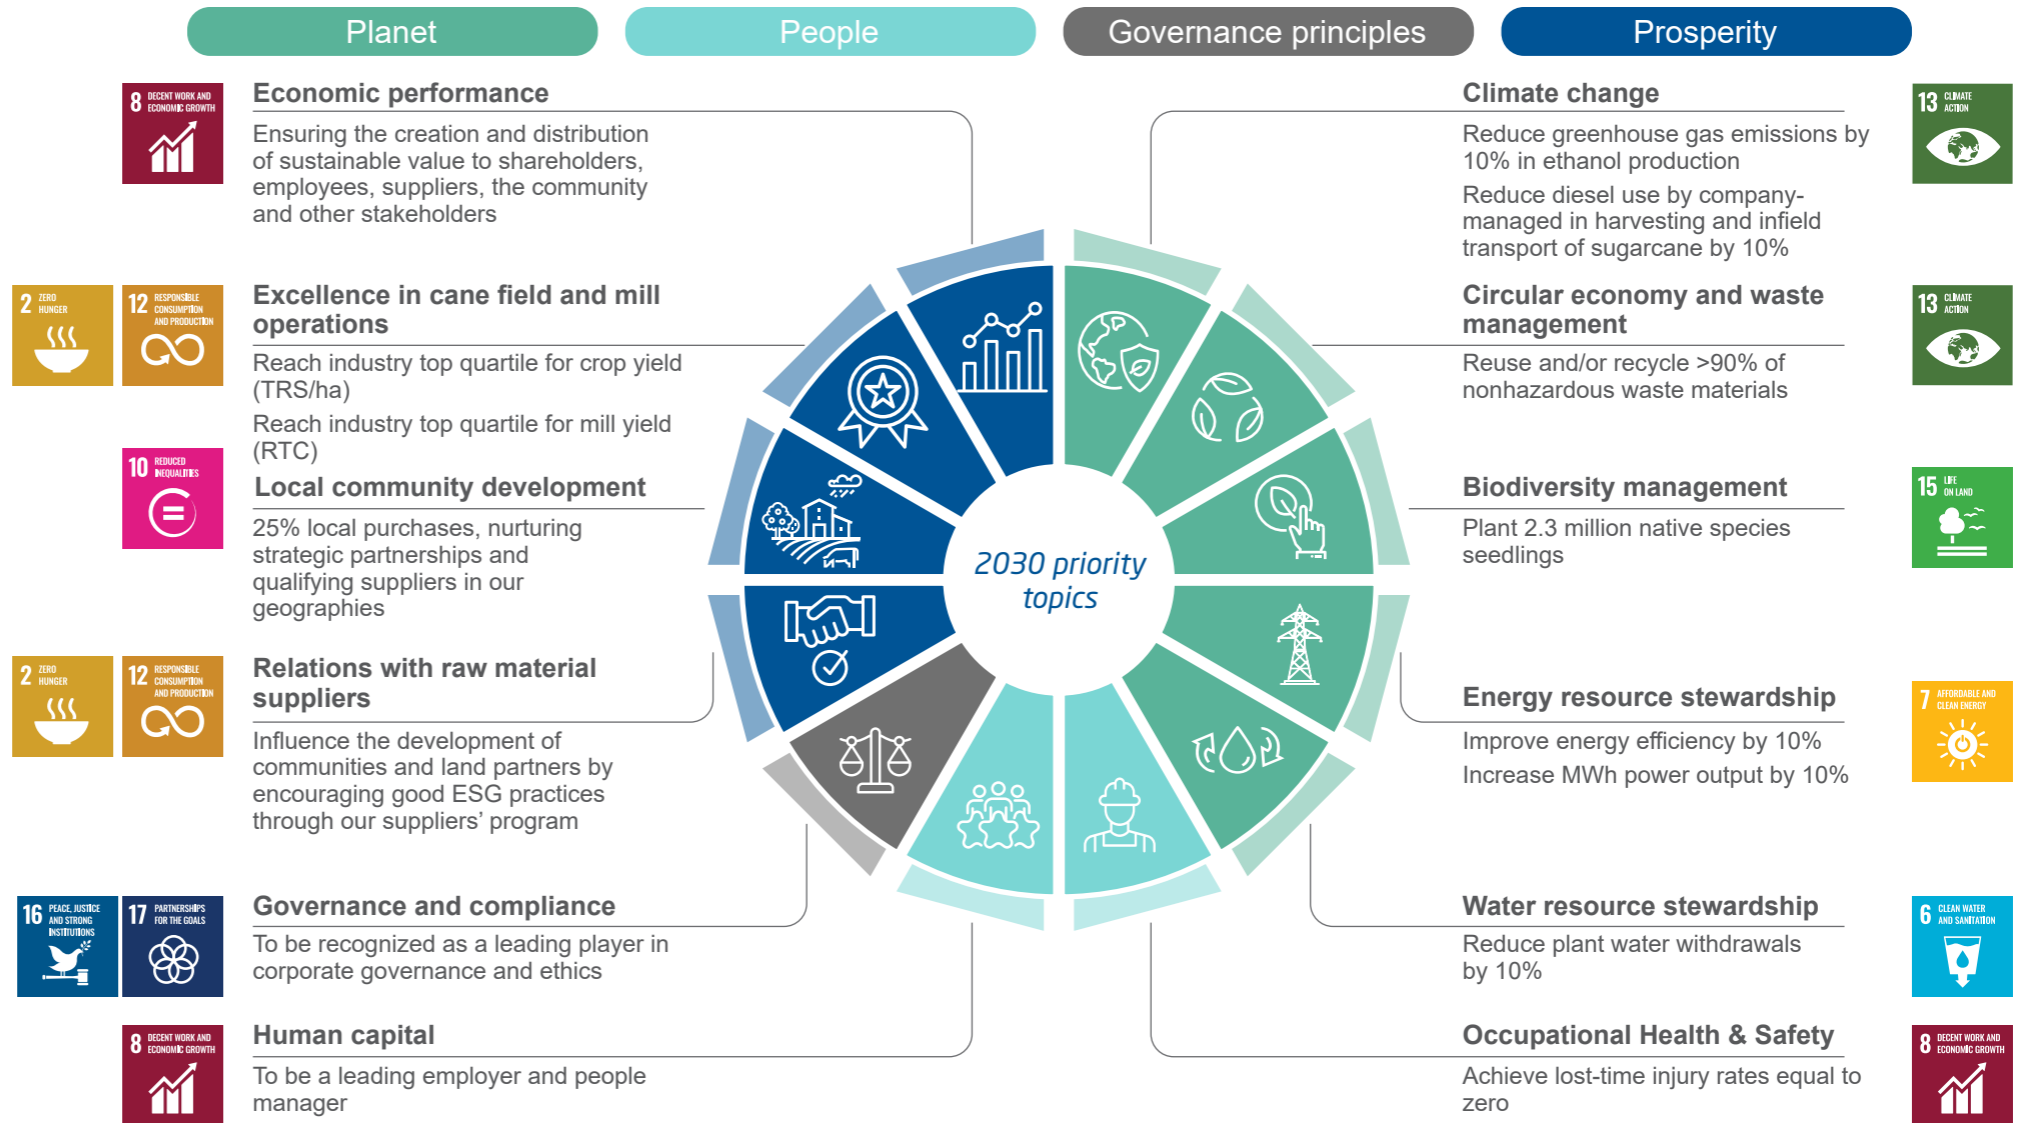 Planet
People
Governance principles
Prosperity
8 DECENT WORK AND
ECONOMIC GROWTH
Economic performance
Ensuring the creation and distribution
of sustainable value to shareholders,
employees, suppliers, the community
and other stakeholders
2 ZERO
HUNGER
12 RESPONSIBLE
CONSUMPTION
AND PRODUCTION
Excellence in cane field and mill
operations
Reach industry top quartile for crop yield
(TRS/ha)
Reach industry top quartile for mill yield
(RTC)
10 REDUCED
INEQUALITIES
Local community development
25% local purchases, nurturing
strategic partnerships and
qualifying suppliers in our
geographies
2 ZERO
HUNGER
12 RESPONSIBLE
CONSUMPTION
AND PRODUCTION
Relations with raw material
suppliers
Influence the development of
communities and land partners by
encouraging good ESG practices
through our suppliers’ program
16 PEACE, JUSTICE
AND STRONG
INSTITUTIONS
17 PARTNERSHIPS
FOR THE GOALS
Governance and compliance
To be recognized as a leading player in
corporate governance and ethics
8 DECENT WORK AND
ECONOMIC GROWTH
Human capital
To be a leading employer and people
manager
2030 priority
topics
Climate change
Reduce greenhouse gas emissions by
10% in ethanol production
Reduce diesel use by company-
managed in harvesting and infield
transport of sugarcane by 10%
13 CLIMATE
ACTION
Circular economy and waste
management
Reuse and/or recycle >90% of
nonhazardous waste materials
13 CLIMATE
ACTION
Biodiversity management
Plant 2.3 million native species
seedlings
15 LIFE
ON LAND
Energy resource stewardship
Improve energy efficiency by 10%
Increase MWh power output by 10%
7 AFFORDABLE AND
CLEAN ENERGY
Water resource stewardship
Reduce plant water withdrawals
by 10%
6 CLEAN WATER
AND SANITATION
Occupational Health & Safety
Achieve lost-time injury rates equal to
zero
8 DECENT WORK AND
ECONOMIC GROWTH